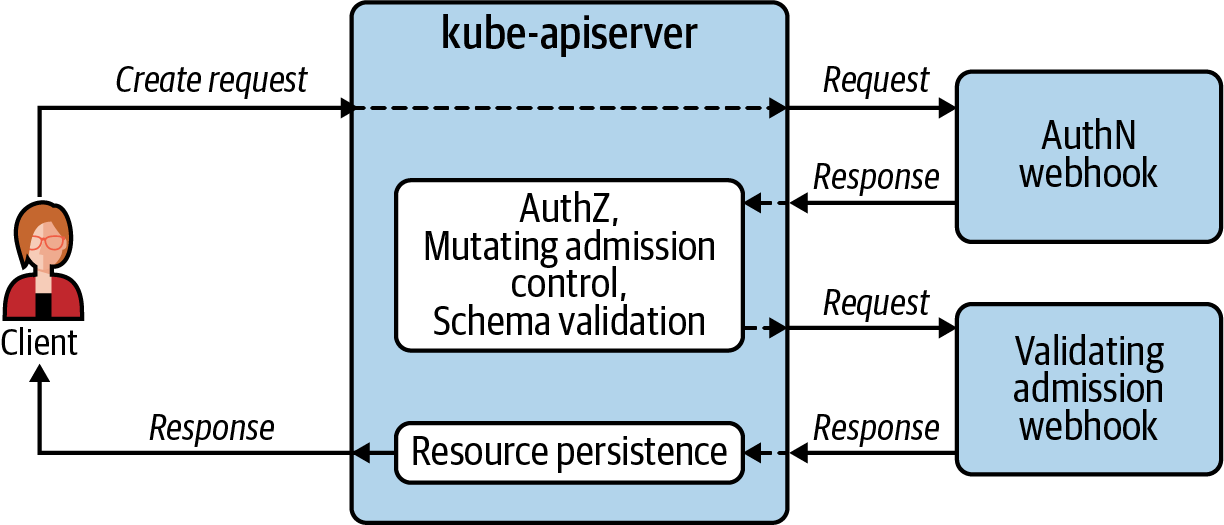 kube-apiserver
Create request
Request
AuthN
webhook
Response
AuthZ,
Mutating admission
control,
Schema validation
Request
Client
Validating
admission
webhook
Response
Response
Resource persistence